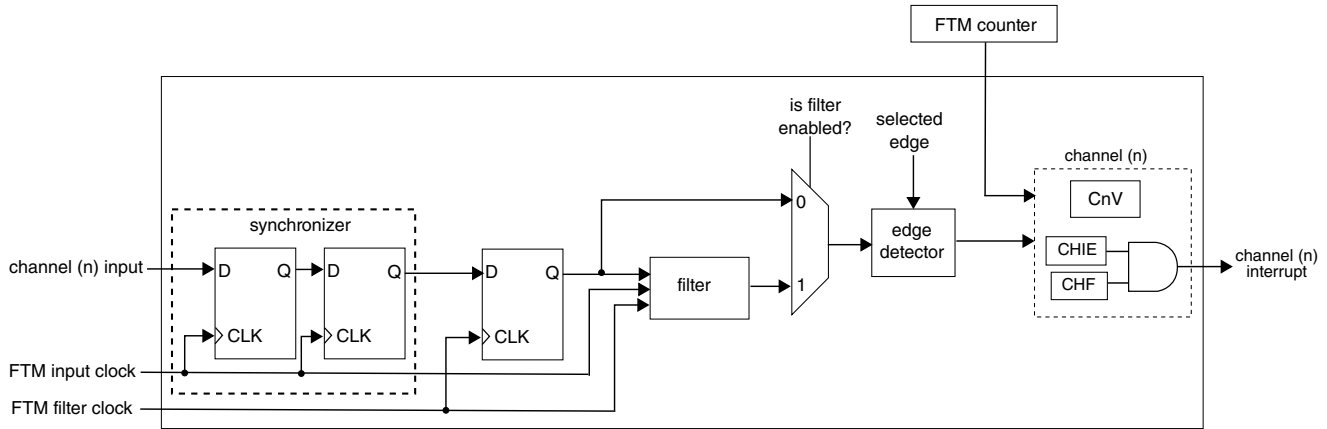 FTM counter
is filter
enabled?
selected
edge
channel (n)
CnV
0
synchronizer
edge
detector
CHIE
channel (n)
interrupt
channel (n) input
D
Q
D
Q
D
Q
filter
1
CHF
CLK
CLK
CLK
FTM input clock
FTM filter clock